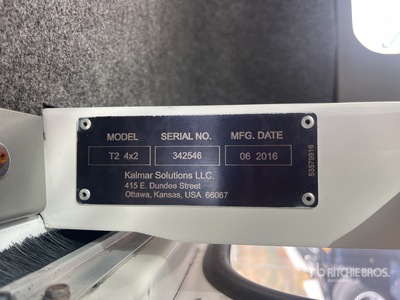 MODEL SERIAL NO. MFG. DATE
T2 4x2 342546 06 2016
Kalmar Solutions LLC.
415 E. Dundee Street
Ottawa, Kansas, USA 66067
53579916
RITCHIE BROS.